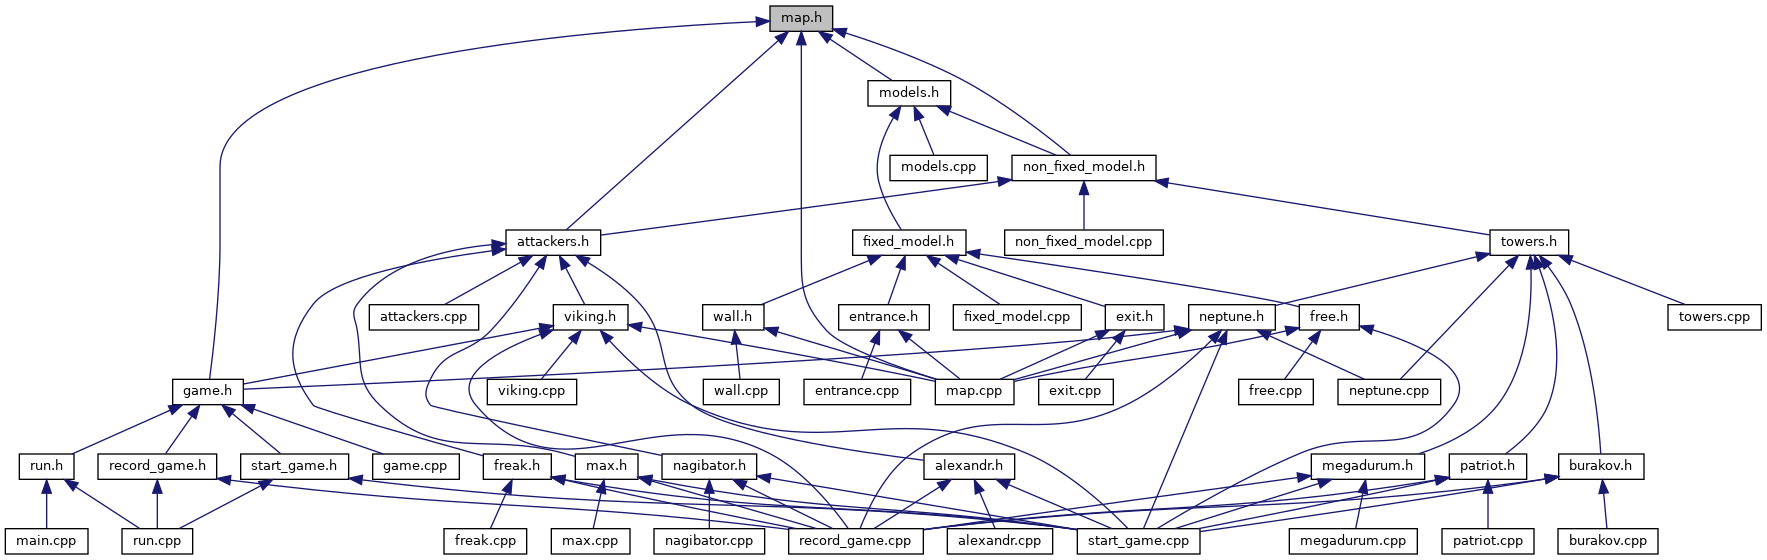 map.h
models.h
models.cpp
non_fixed_model.h
attackers.h
fixed_model.h
non_fixed_model.cpp
towers.h
attackers.cpp
viking.h
wall.h
entrance.h
fixed_model.cpp
exit.h
neptune.h
free.h
towers.cpp
game.h
viking.cpp
wall.cpp
entrance.cpp
map.cpp
exit.cpp
free.cpp
neptune.cpp
run.h
record_game.h
start_game.h
game.cpp
freak.h
max.h
nagibator.h
alexandr.h
megadurum.h
patriot.h
burakov.h
main.cpp
run.cpp
freak.cpp
max.cpp
nagibator.cpp
record_game.cpp
alexandr.cpp
start_game.cpp
megadurum.cpp
patriot.cpp
burakov.cpp